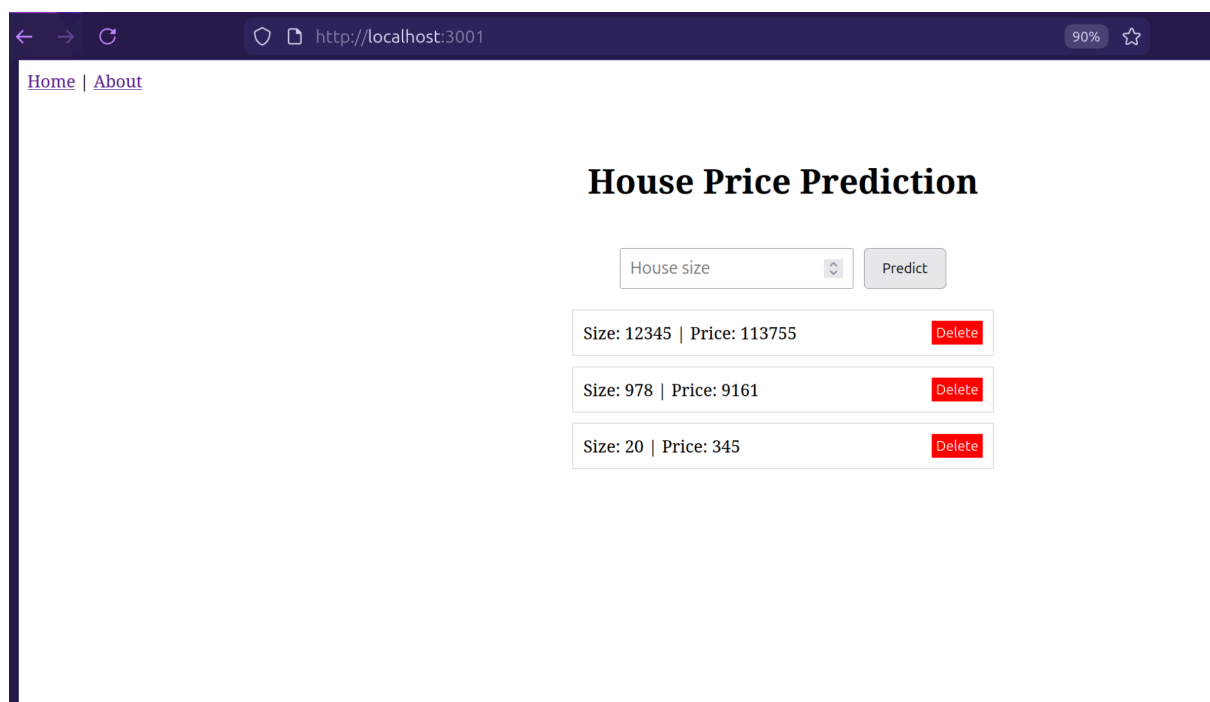 http://localhost:3001 90%
Home | About
House Price Prediction
House size Predict
Size: 12345 | Price: 113755 Delete
Size: 978 | Price: 9161 Delete
Size: 20 | Price: 345 Delete